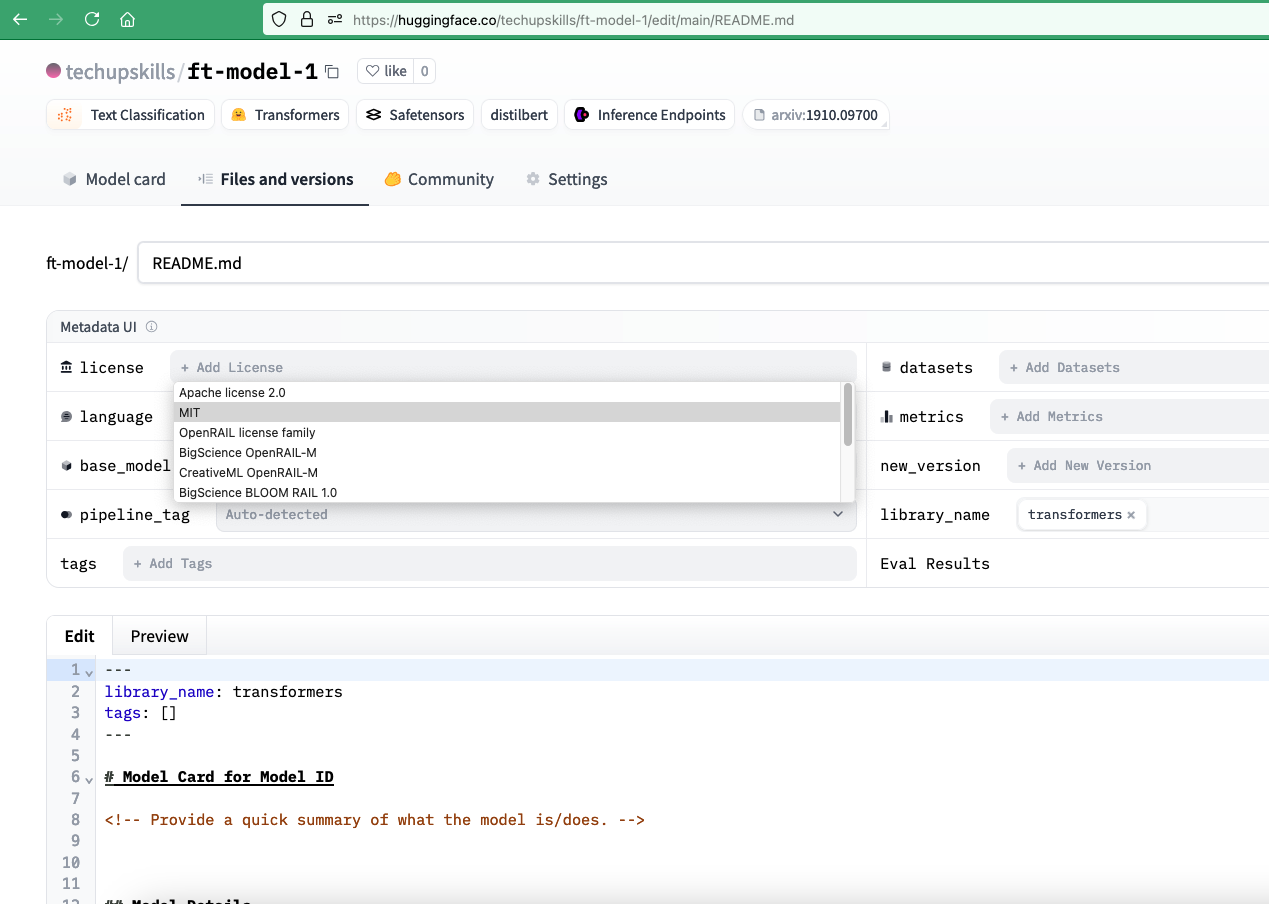 https://huggingface.co/techupskills/ft-model-1/edit/main/README.md
techupskills/ft-model-1 like 0
Text Classification Transformers Safetensors distilbert Inference Endpoints arxiv:1910.09700
Model card Files and versions Community Settings
ft-model-1/ README.md
Metadata UI
license + Add License
datasets + Add Datasets
Apache license 2.0
MIT
OpenRAIL license family
BigScience OpenRAIL-M
CreativeML OpenRAIL-M
BigScience BLOOM RAIL 1.0
language
metrics + Add Metrics
base_model
new_version + Add New Version
pipeline_tag Auto-detected
library_name transformers ×
tags + Add Tags
Eval Results
Edit Preview
1 ---
2 library_name: transformers
3 tags: []
4 ---
5
6 # Model Card for Model ID
7
8 <!-- Provide a quick summary of what the model is/does. -->
9
10
11
12 ## Model Details